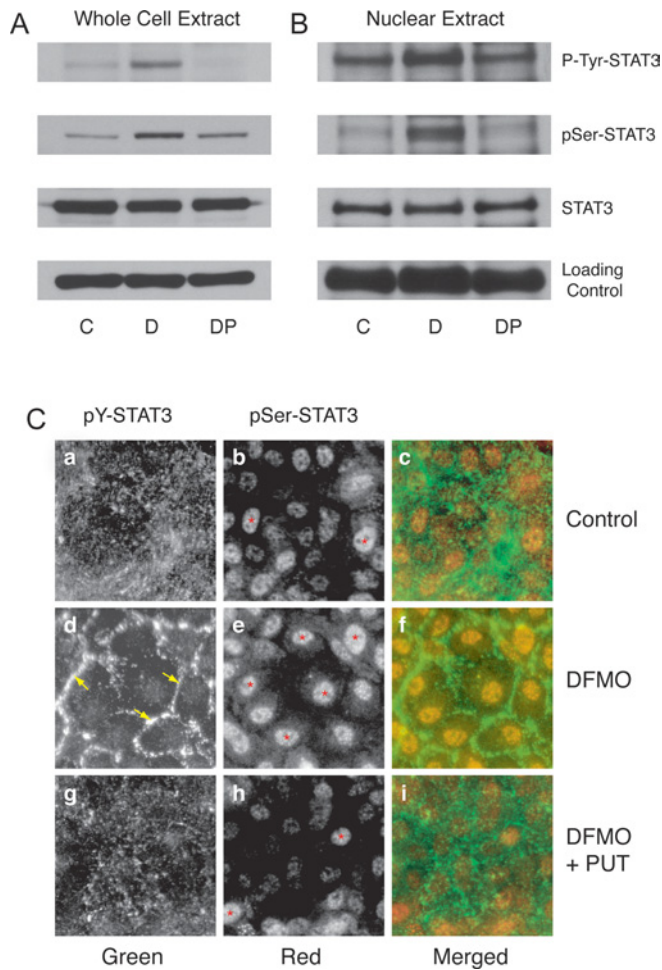 A
Whole Cell Extract
B
Nuclear Extract
P-Tyr-STAT3
pSer-STAT3
STAT3
Loading
Control
C D DP
C D DP
C
pY-STAT3
pSer-STAT3
a
b
c
Control
d
e
f
DFMO
g
h
i
DFMO
+ PUT
Green
Red
Merged